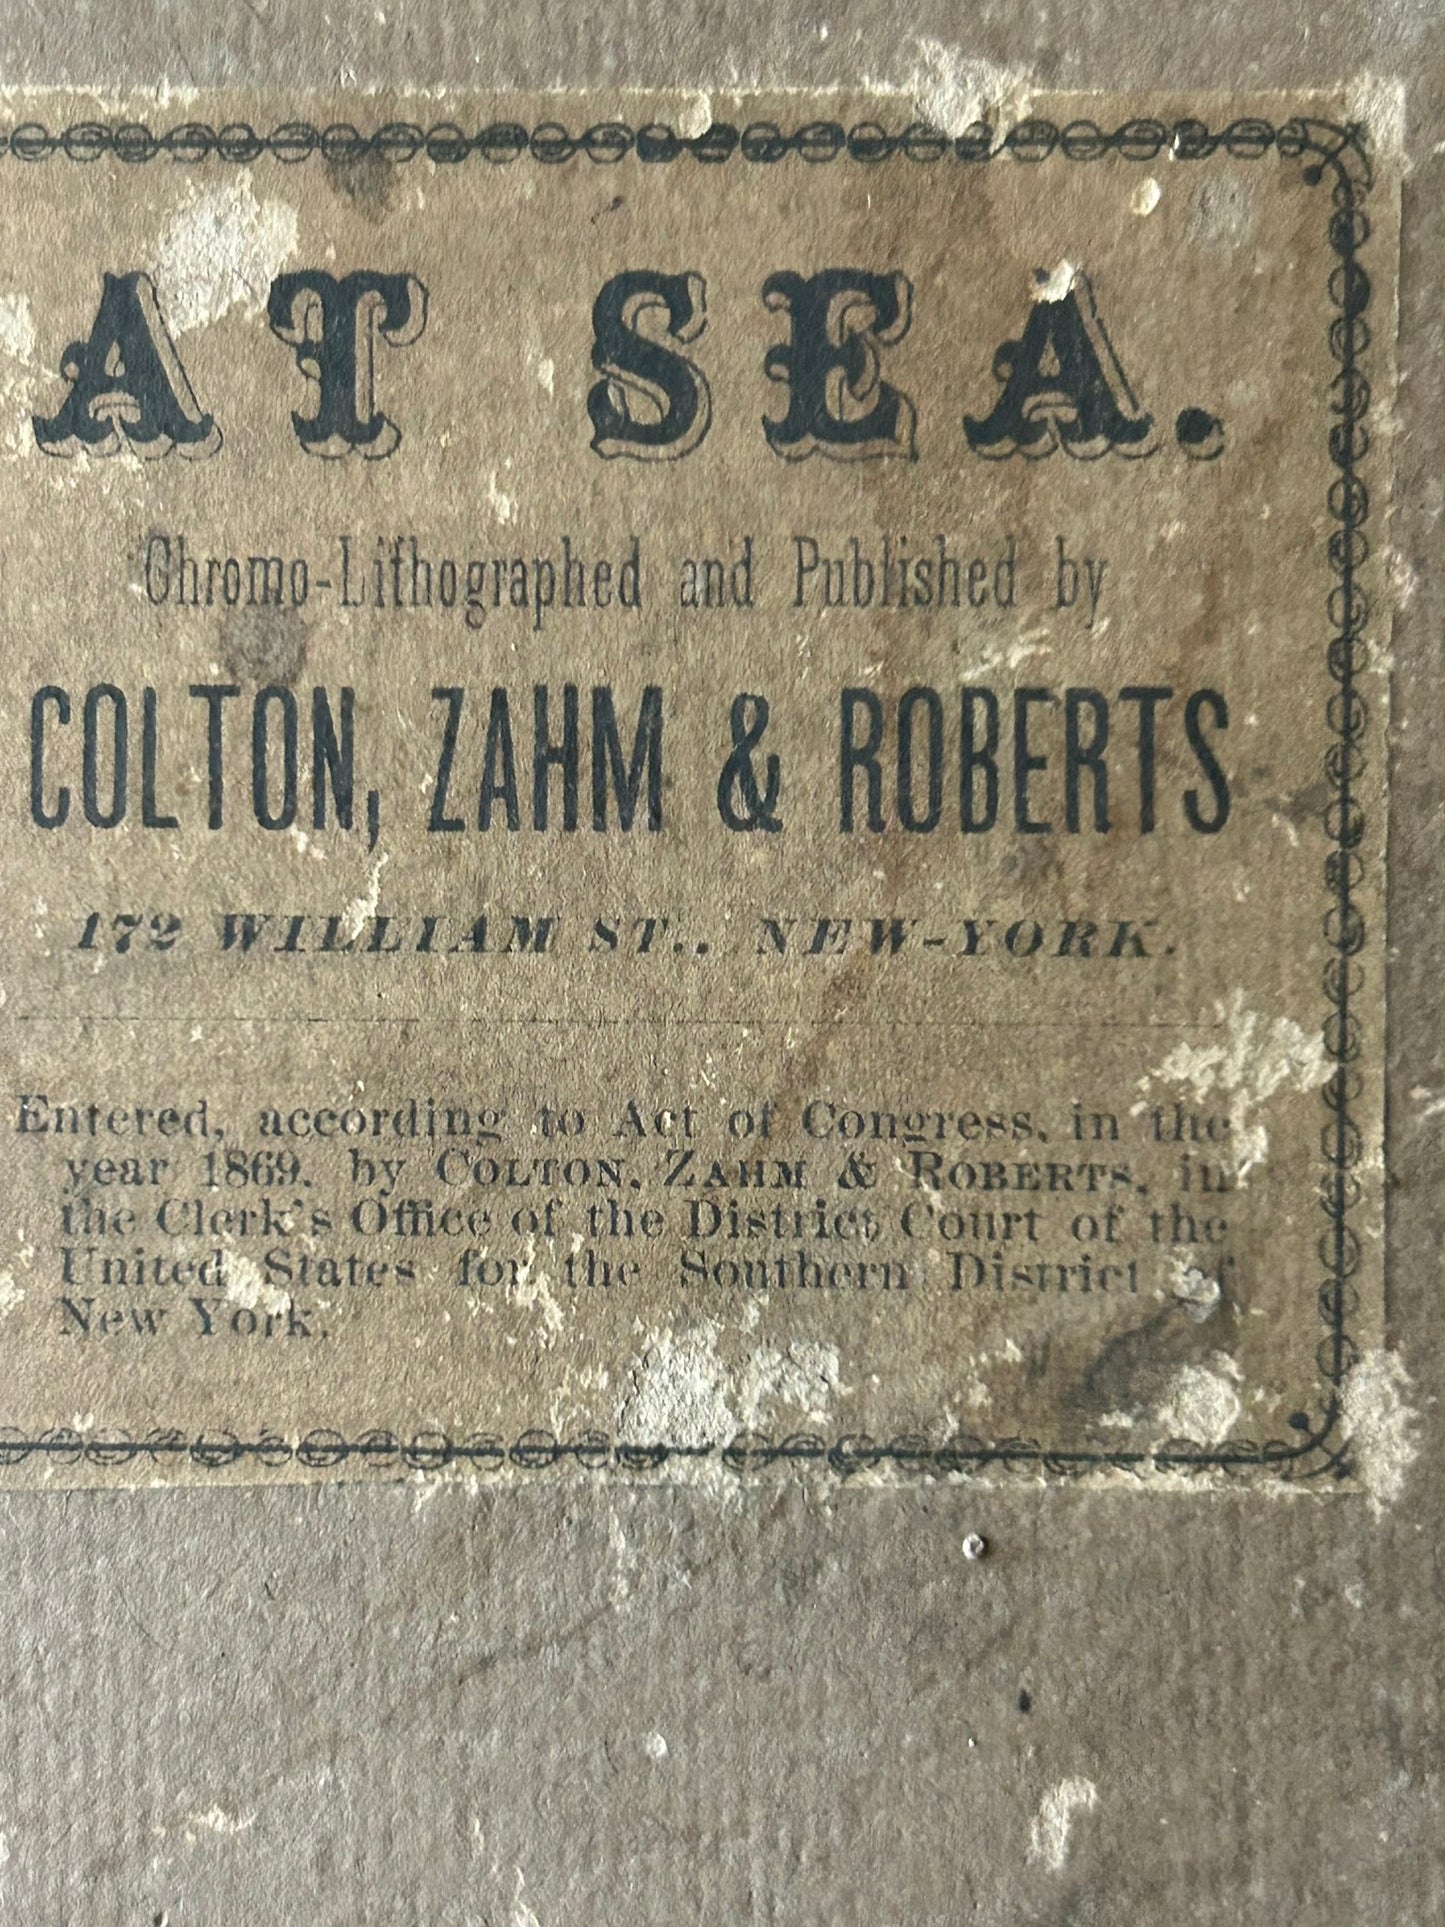 AT SEA.
Chromo-Lithographed and Published by
COLTON, ZAHM & ROBERTS
172 WILLIAM ST., NEW-YORK.
Entered, according to Act of Congress, in the
year 1869, by COLTON, ZAHM & ROBERTS, in
the Clerk's Office of the District Court of the
United States for the Southern District of
New York.